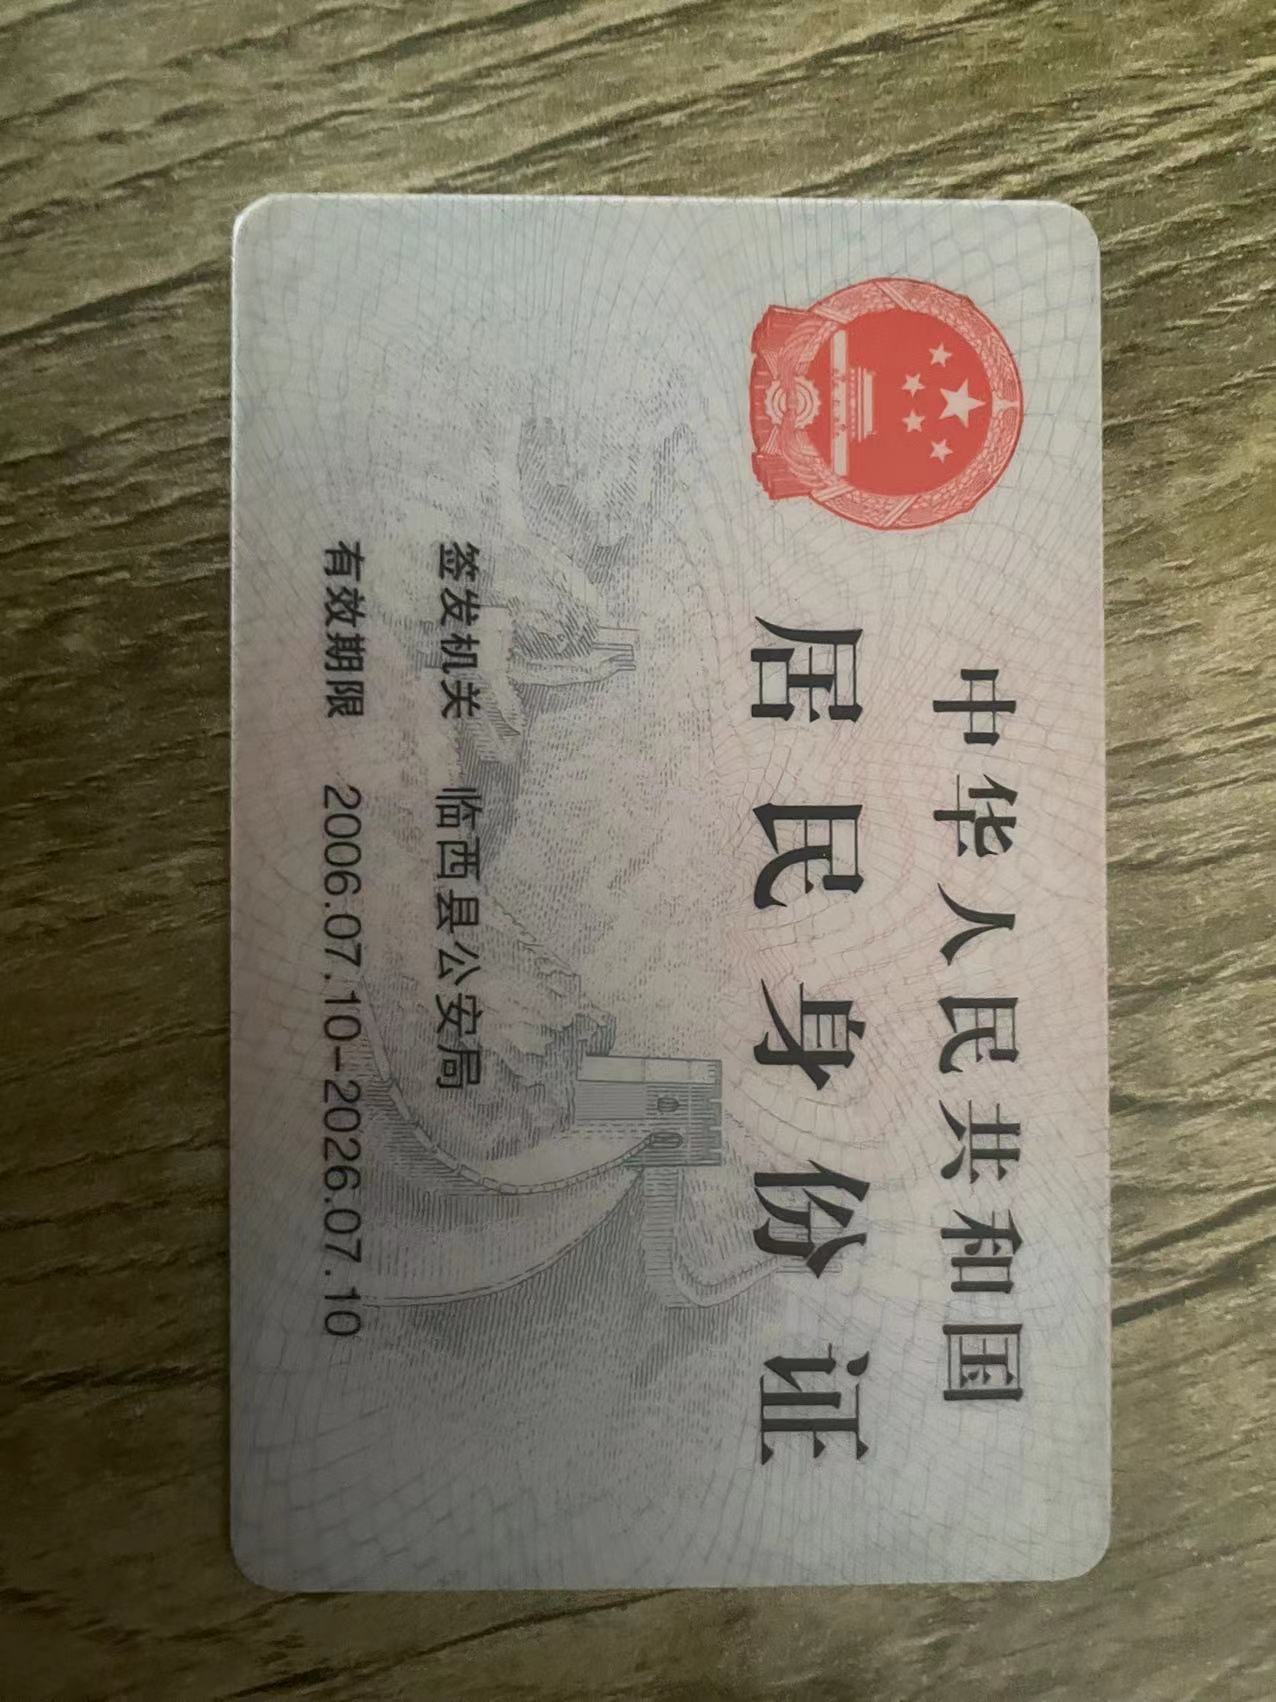 中华人民共和国
居民身份证
签发机关 临西县公安局
有效期限 2006.07.10-2026.07.10